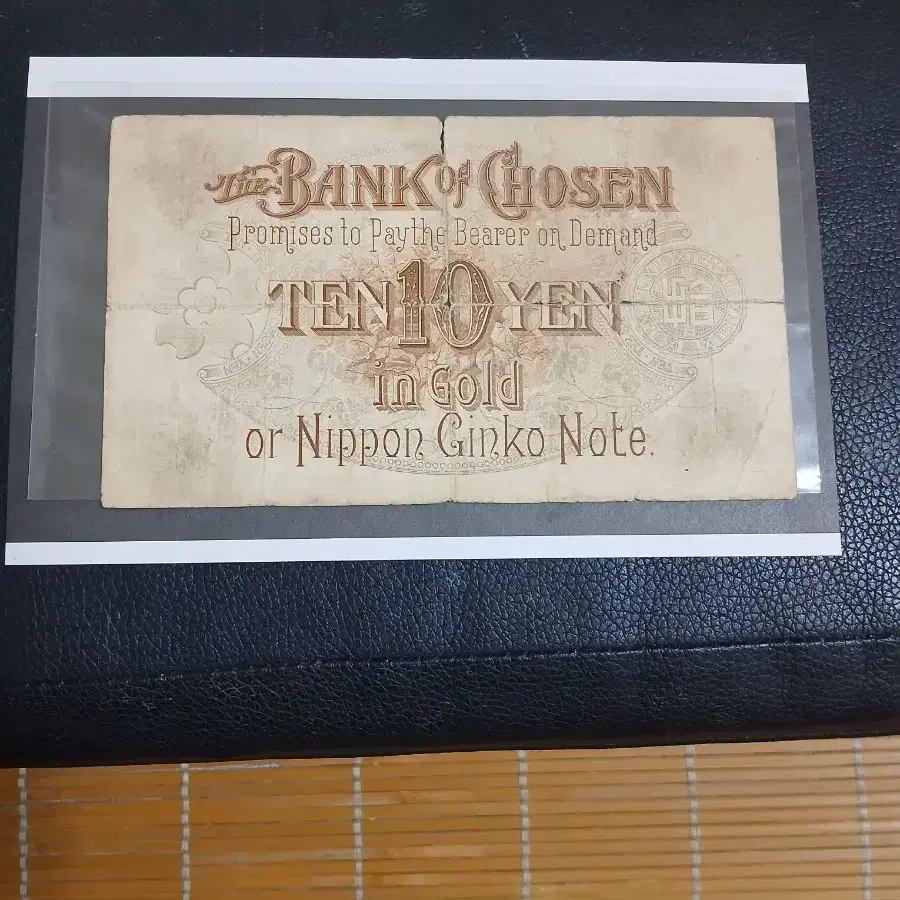 THE BANK OF CHOSEN
Promises to Pay the Bearer on Demand
TEN 10 YEN
in Gold
or Nippon Ginko Note.